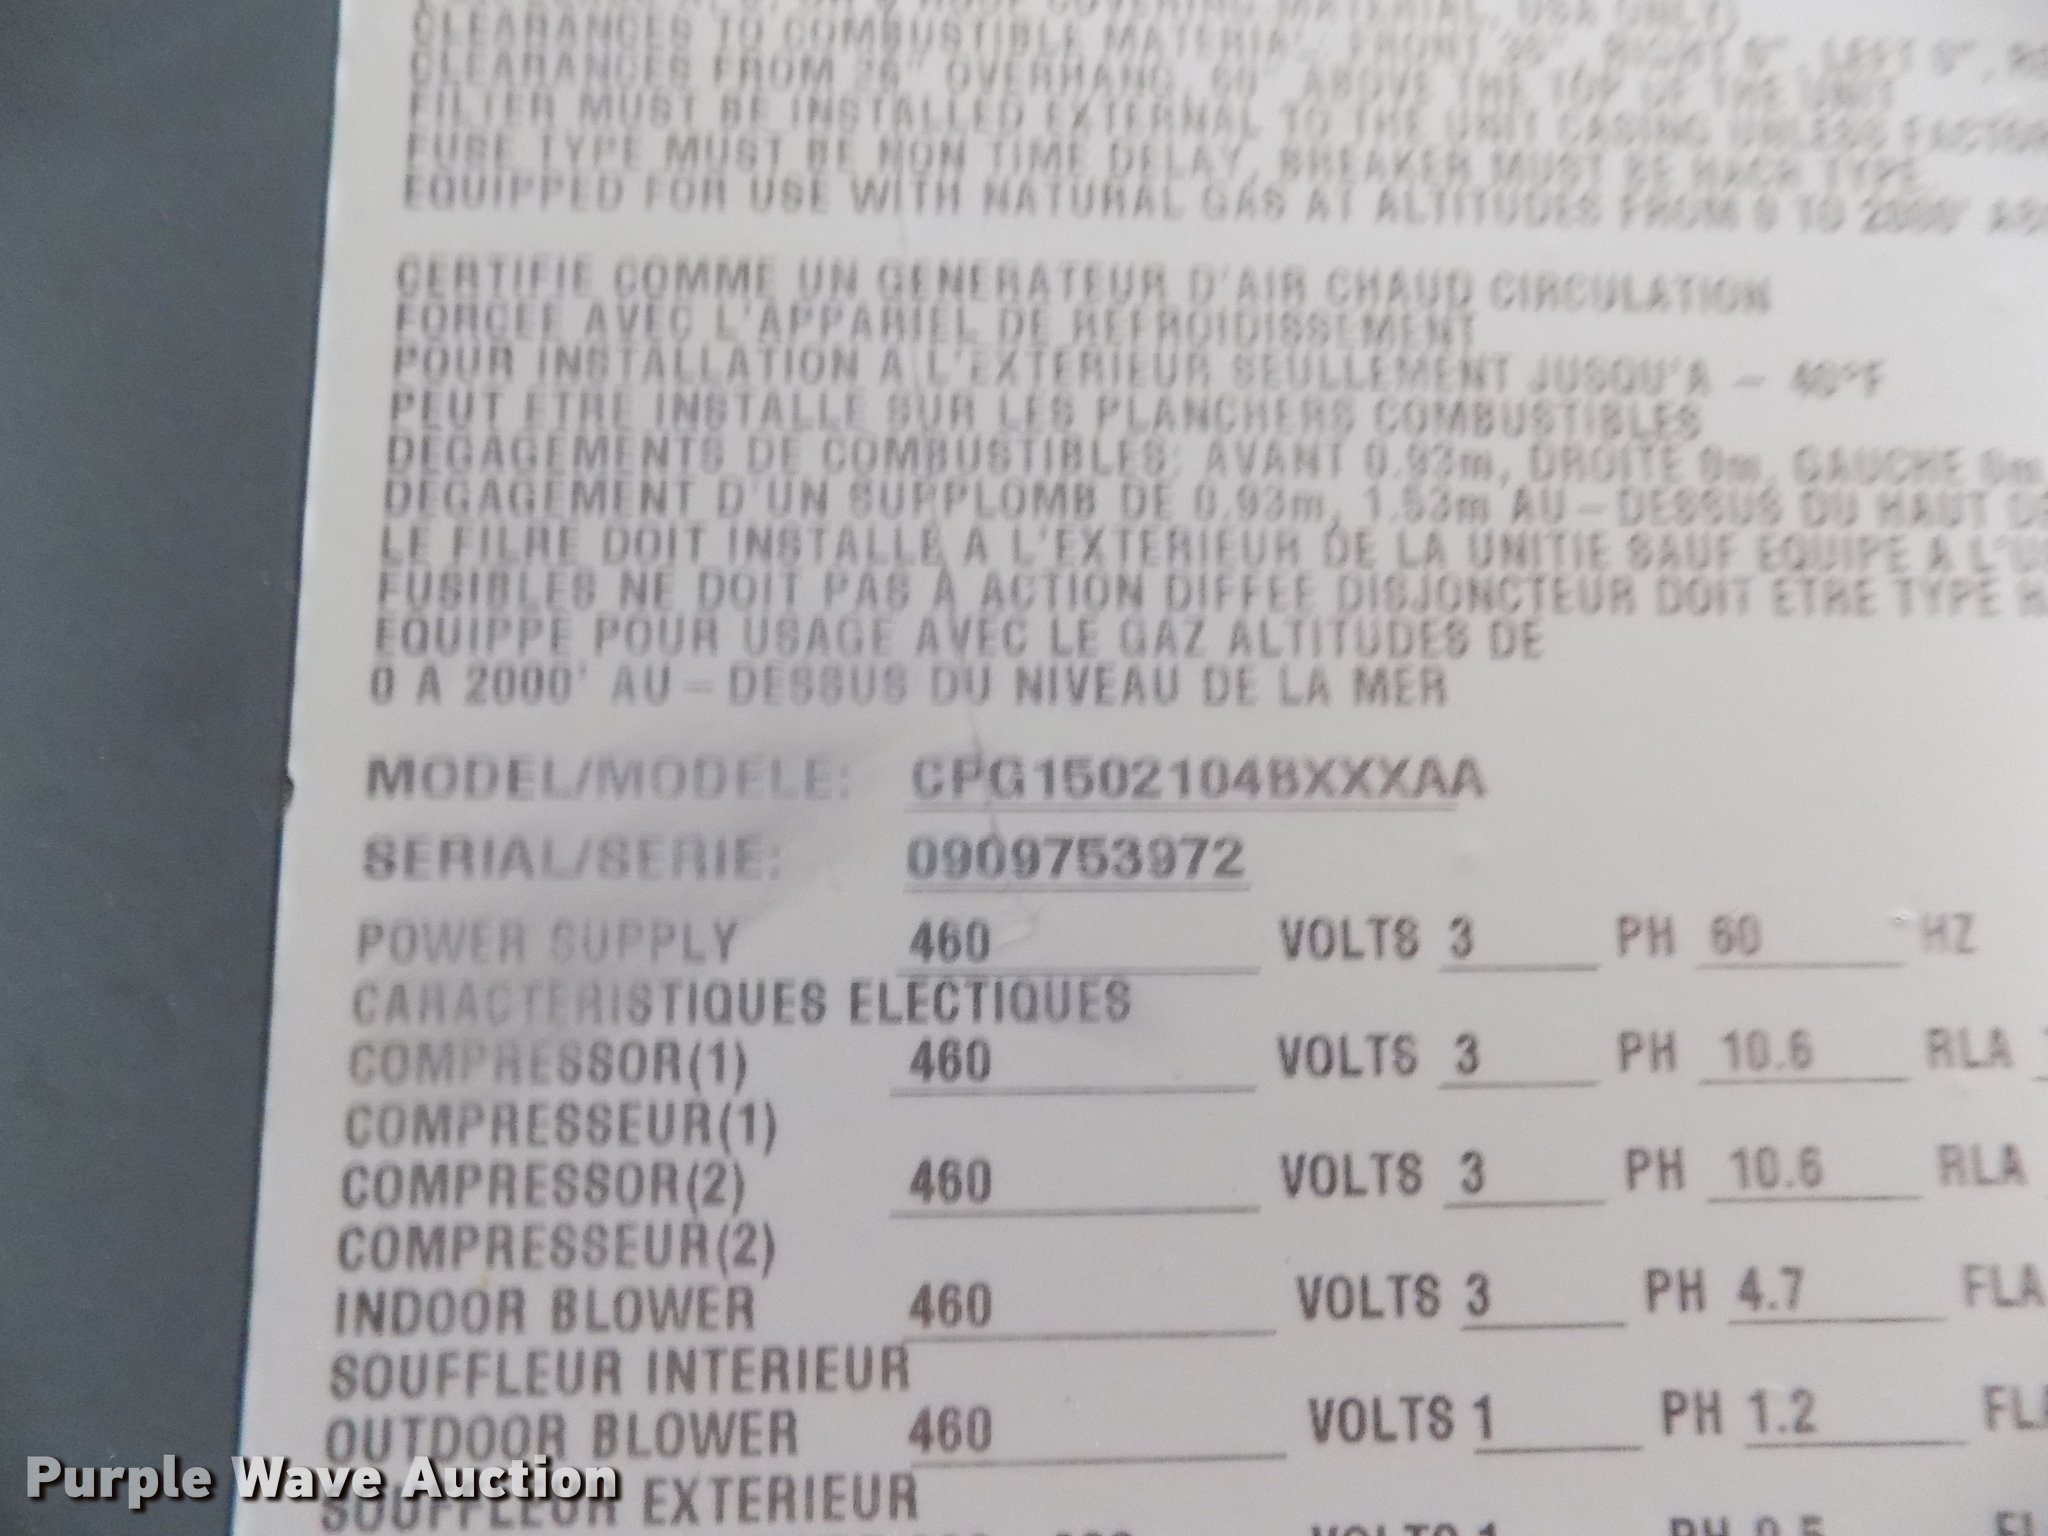 CLEARANCES TO COMBUSTIBLE MATERIAL FRONT 36", RIGHT 0", LEFT 0",
CLEARANCES FROM 26" OVERHANG, 60" ABOVE THE TOP OF THE UNIT
FILTER MUST BE INSTALLED EXTERNAL TO THE UNIT CASING UNLESS
FUSE TYPE MUST BE NON TIME DELAY, BREAKER MUST BE HACR TYPE
EQUIPPED FOR USE WITH NATURAL GAS AT ALTITUDES FROM 0 TO 2000'
CERTIFIE COMME UN GENERATEUR D'AIR CHAUD CIRCULATION
FORCEE AVEC L'APPARIEL DE REFROIDISSEMENT
POUR INSTALLATION A L'EXTERIEUR SEULLEMENT JUSQU'A – 40°F
PEUT ETRE INSTALLE SUR LES PLANCHERS COMBUSTIBLES
DEGAGEMENTS DE COMBUSTIBLES: AVANT 0.93m, DROITE 0m, GAUCHE 0m
DEGAGEMENT D'UN SURPLOMB DE 0.93m, 1.53m AU – DESSUS DU HAUT
LE FILRE DOIT INSTALLE A L'EXTERIEUR DE LA UNITIE SAUF EQUIPE A
FUSIBLES NE DOIT PAS A ACTION DIFFEE DISJONCTEUR DOIT ETRE TYPE
EQUIPPE POUR USAGE AVEC LE GAZ ALTITUDES DE
0 A 2000' AU – DESSUS DU NIVEAU DE LA MER
MODEL/MODELE: CPG1502104BXXXAA
SERIAL/SERIE: 0909753972
POWER SUPPLY 460 VOLTS 3 PH 60 HZ
CARACTERISTIQUES ELECTIQUES
COMPRESSOR(1) 460 VOLTS 3 PH 10.6 RLA
COMPRESSEUR(1)
COMPRESSOR(2) 460 VOLTS 3 PH 10.6 RLA
COMPRESSEUR(2)
INDOOR BLOWER 460 VOLTS 3 PH 4.7 FLA
SOUFFLEUR INTERIEUR
OUTDOOR BLOWER 460 VOLTS 1 PH 1.2 FLA
SOUFFLEUR EXTERIEUR
VOLTS 1 PH 0.5
Purple Wave Auction